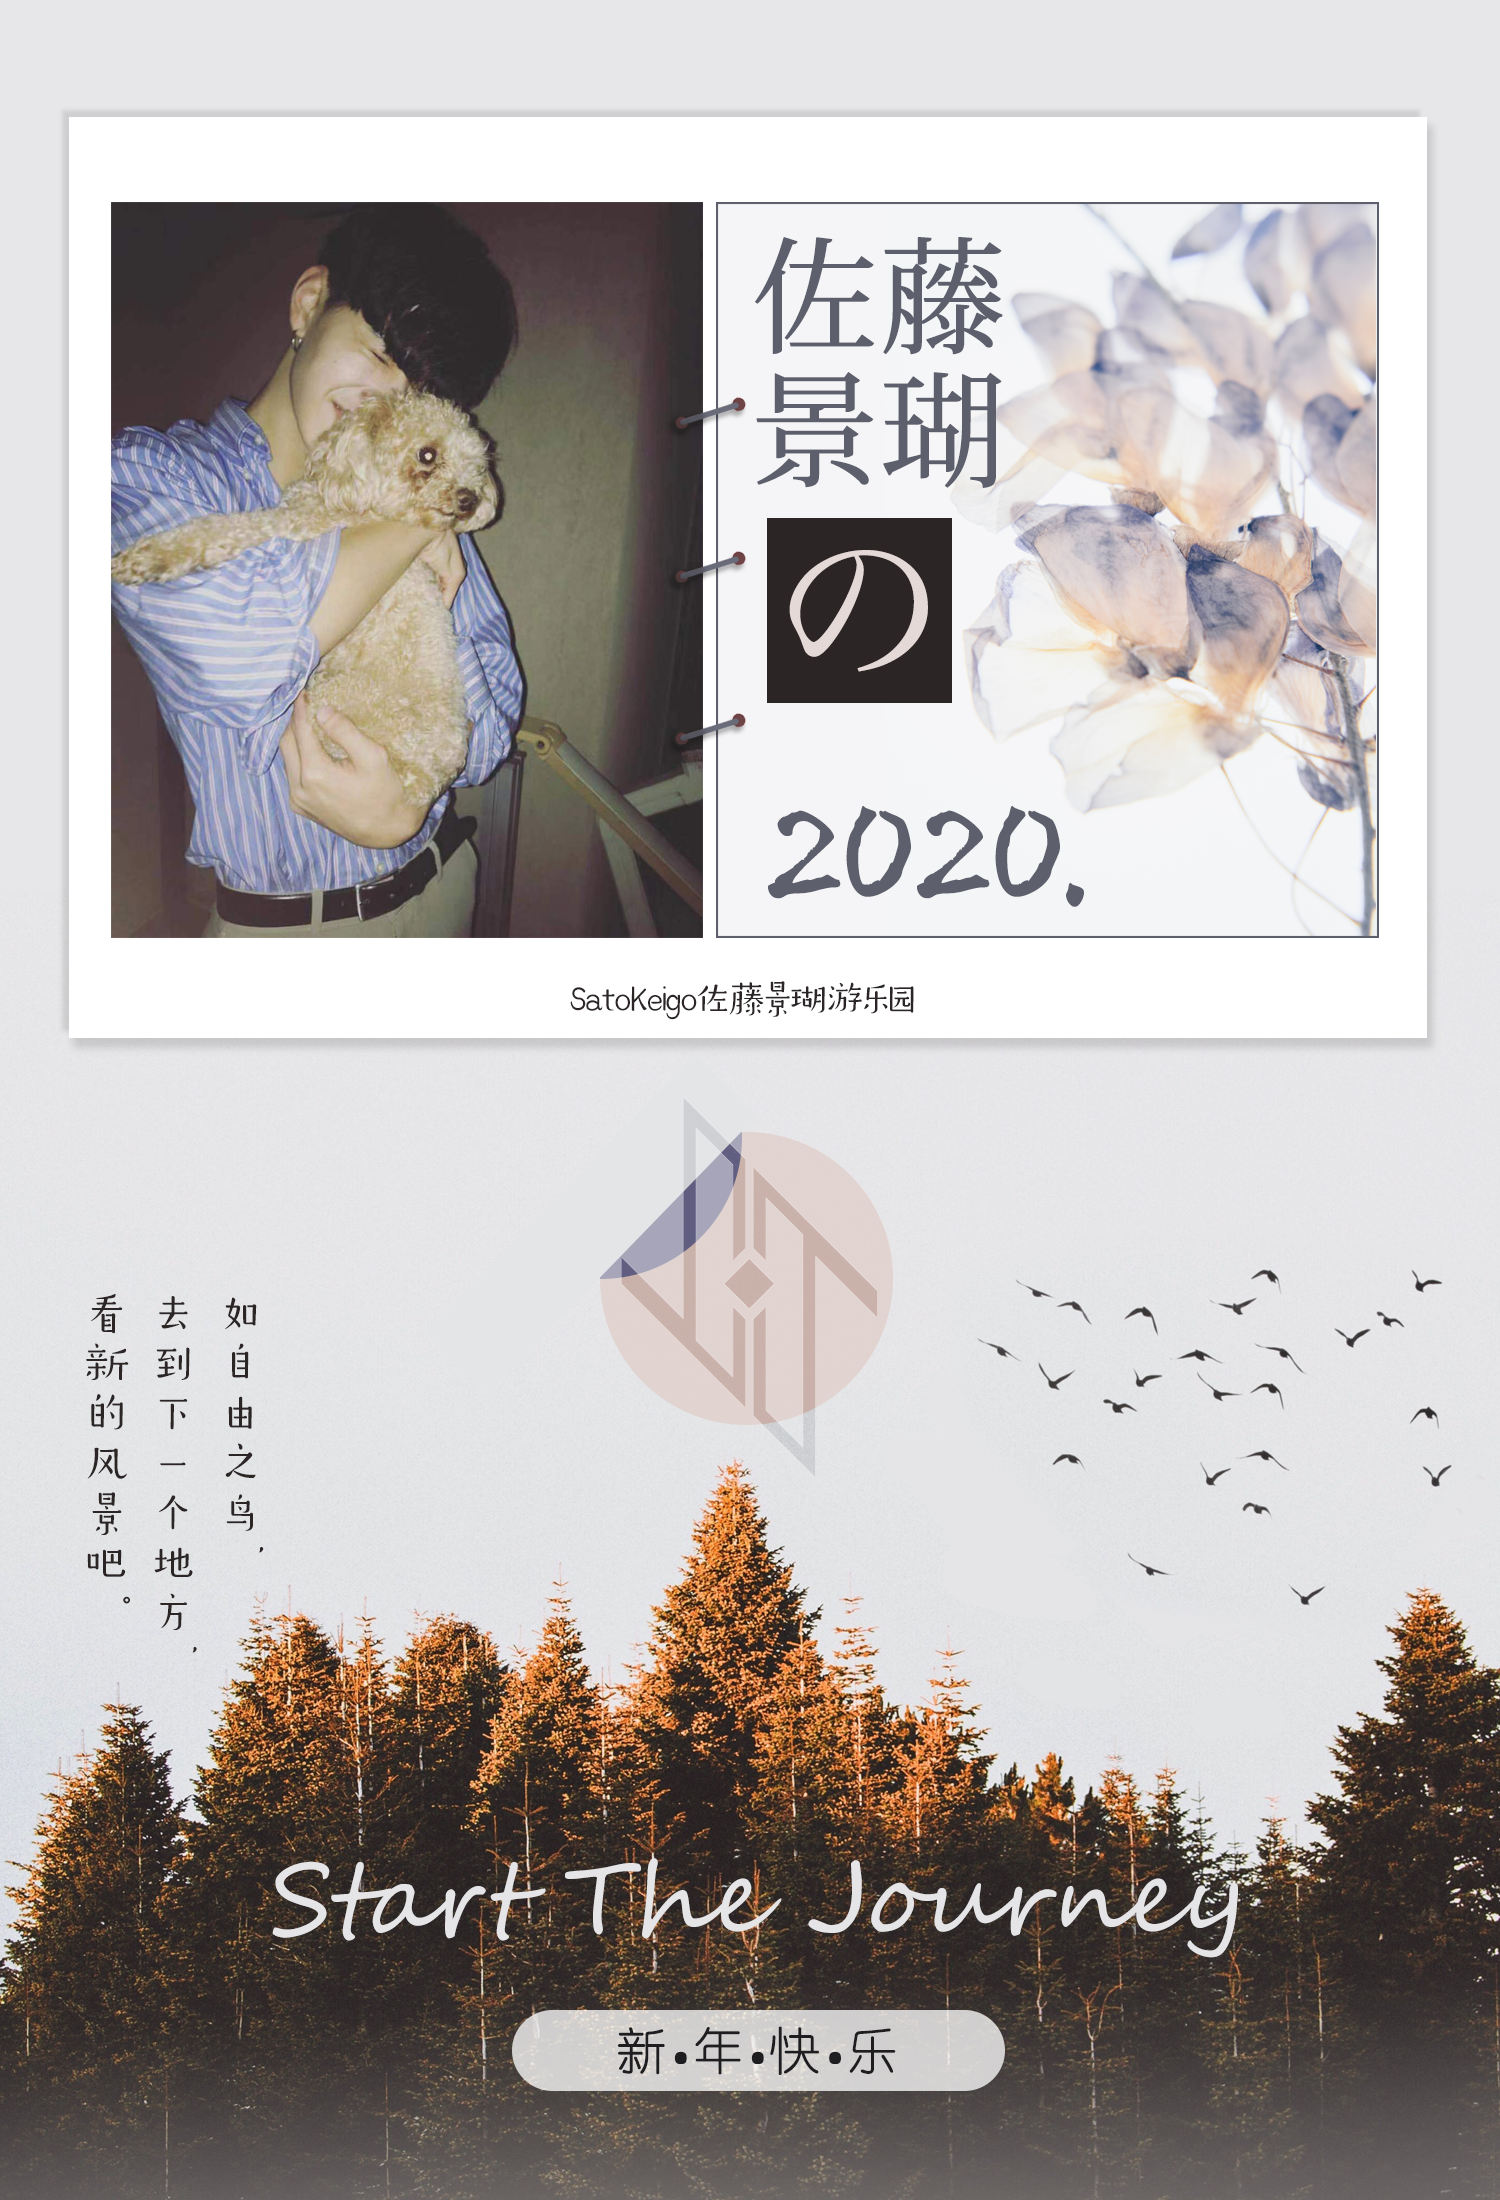 佐藤
景瑚
の
2020.
SatoKeigo佐藤景瑚游乐园
如自由之鸟，
去到下一个地方，
看新的风景吧。
Start The Journey
新•年•快•乐